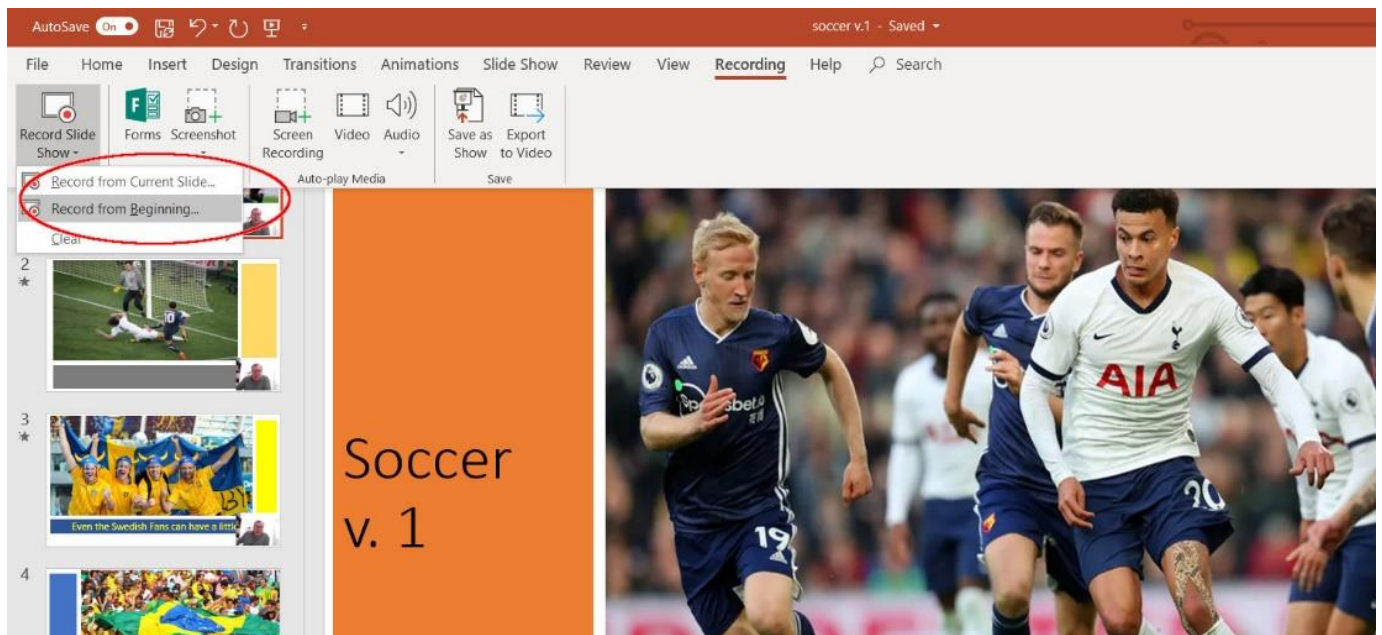 AutoSave On
soccer v.1 - Saved
File Home Insert Design Transitions Animations Slide Show Review View Recording Help Search
Record Slide Show
Forms Screenshot
Screen Recording
Video Audio
Save as Show
Export to Video
Auto-play Media
Save
Record from Current Slide...
Record from Beginning...
Clear
2
3
Even the Swedish Fans can have a little
4
Soccer
v. 1
19
AIA
20
10